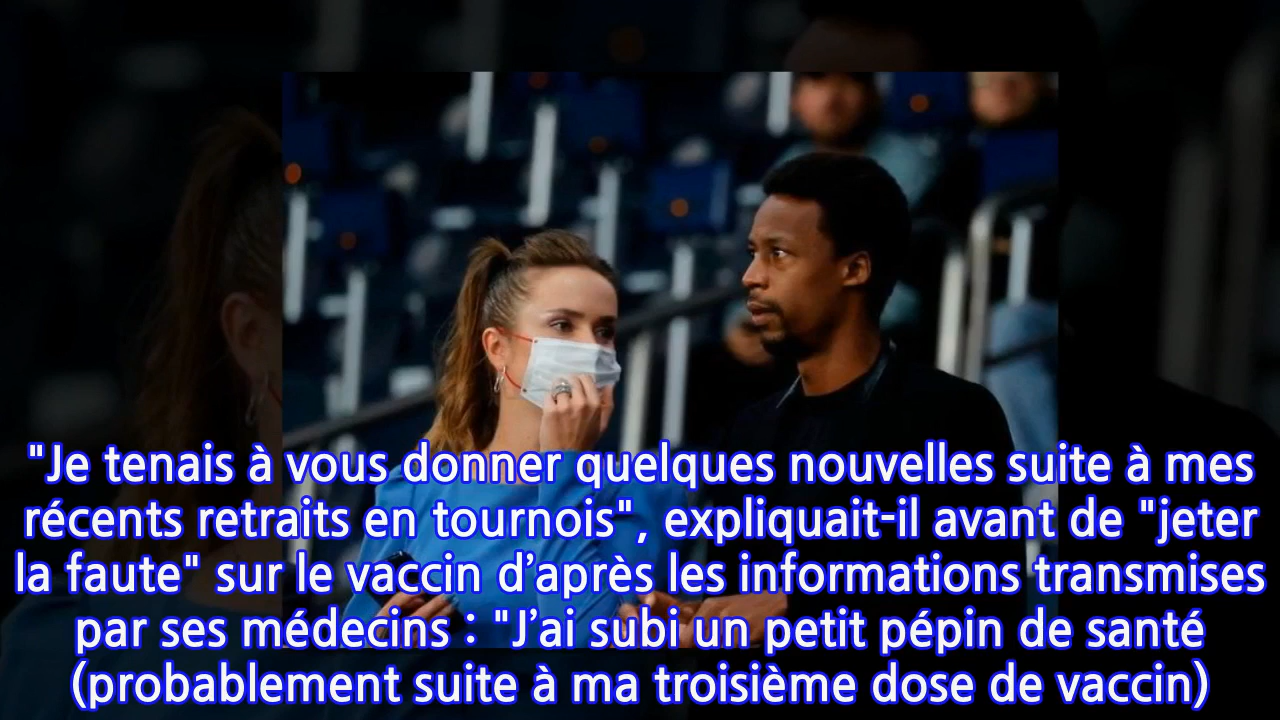 "Je tenais à vous donner quelques nouvelles suite à mes
récents retraits en tournois", expliquait-il avant de "jeter
la faute" sur le vaccin d’après les informations transmises
par ses médecins : "J’ai subi un petit pépin de santé
(probablement suite à ma troisième dose de vaccin)